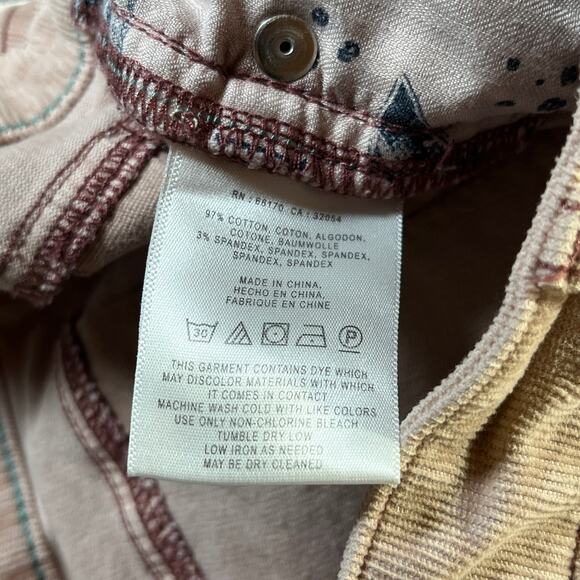 RN : 66170 CA : 32054
97% COTTON, COTON, ALGODON,
COTONE, BAUMWOLLE
3% SPANDEX, SPANDEX, SPANDEX,
SPANDEX, SPANDEX
MADE IN CHINA,
HECHO EN CHINA,
FABRIQUÉ EN CHINE
30 P
THIS GARMENT CONTAINS DYE WHICH
MAY DISCOLOR MATERIALS WITH WHICH
IT COMES IN CONTACT
MACHINE WASH COLD WITH LIKE COLORS
USE ONLY NON-CHLORINE BLEACH
TUMBLE DRY LOW
LOW IRON AS NEEDED
MAY BE DRY CLEANED